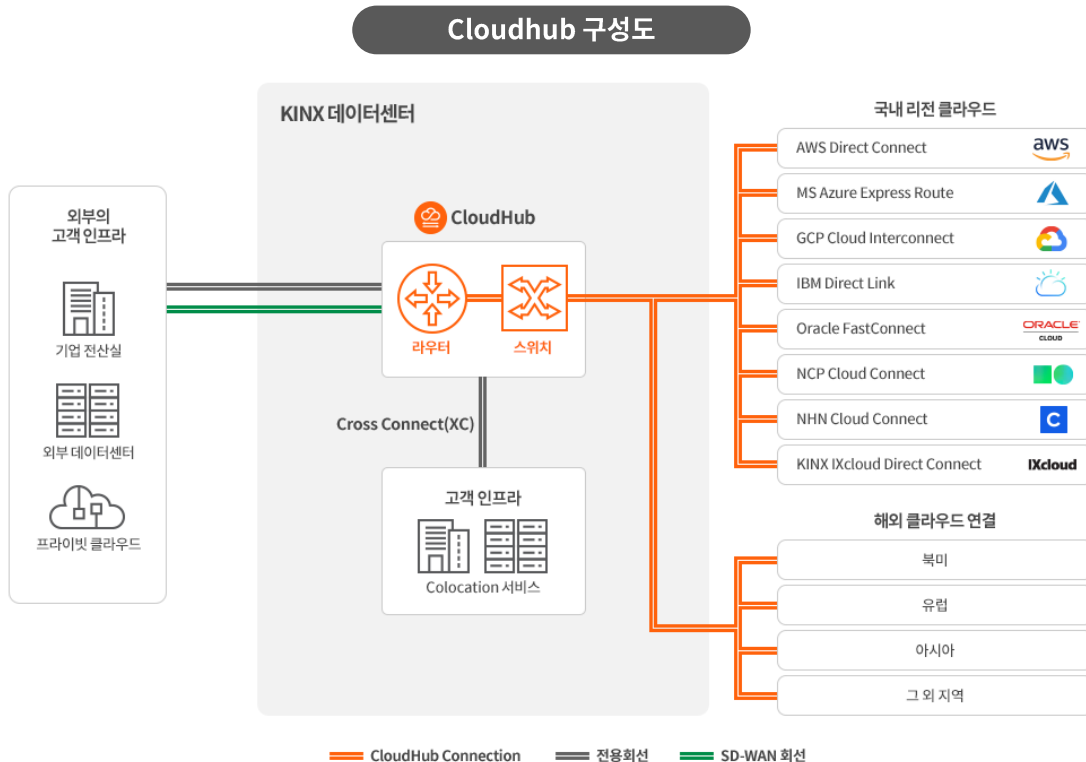 Cloudhub 구성도
KINX 데이터센터
외부의
고객 인프라
기업 전산실
외부 데이터센터
프라이빗 클라우드
CloudHub
라우터
스위치
Cross Connect(XC)
고객 인프라
Colocation 서비스
국내 리전 클라우드
AWS Direct Connect
aws
MS Azure Express Route
GCP Cloud Interconnect
IBM Direct Link
Oracle FastConnect
ORACLE
CLOUD
NCP Cloud Connect
NHN Cloud Connect
C
KINX IXcloud Direct Connect
IXcloud
해외 클라우드 연결
북미
유럽
아시아
그 외 지역
CloudHub Connection
전용회선
SD-WAN 회선